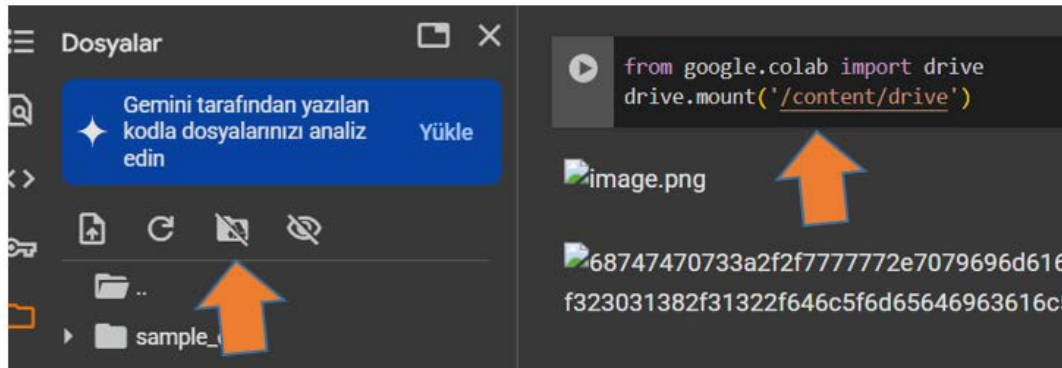 Dosyalar
Gemini tarafından yazılan
kodla dosyalarınızı analiz
edin
Yükle
..
sample_
from google.colab import drive
drive.mount('/content/drive')
image.png
68747470733a2f2f7777772e7079696d616
f323031382f31322f646c5f6d65646963616c